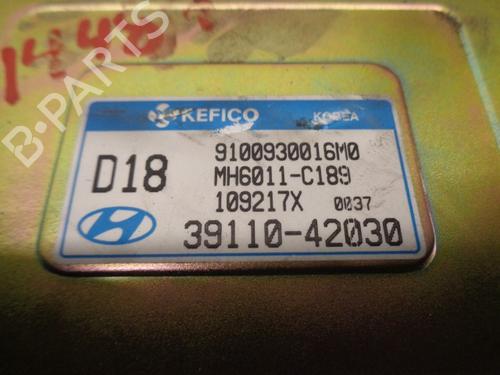 KEFICO KOREA
D18
9100930016M0
MH6011-C189
109217X 0037
39110-42030
B-PARTS